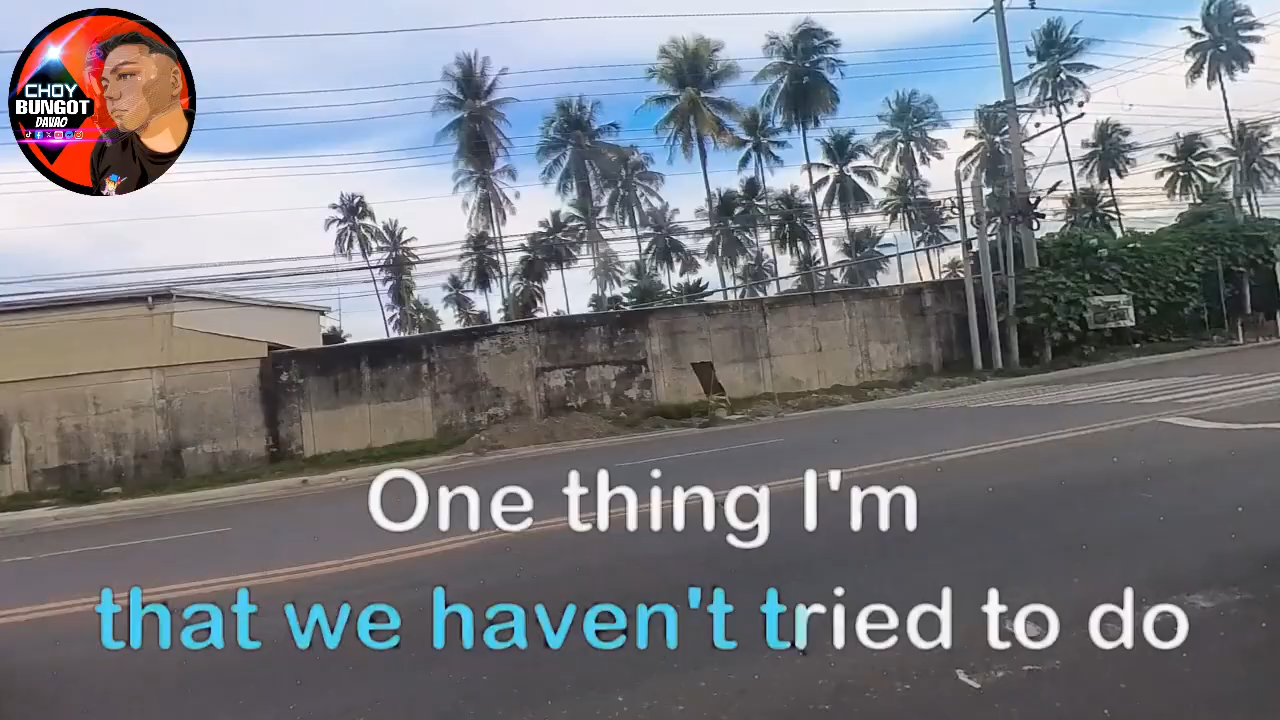 CHOY
BUNGOT
DAVAO
One thing I'm
that we haven't tried to do